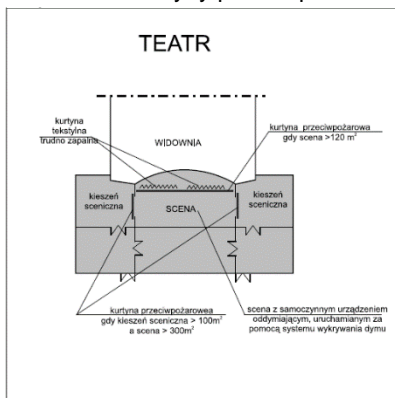 TEATR
kurtyna
tekstylna
trudno zapalna
WIDOWNIA
kurtyna przeciwpożarowa
gdy scena >120 m²
kieszeń
sceniczna
SCENA
kieszeń
sceniczna
kurtyna przeciwpożarowea
gdy kieszeń sceniczna > 100m²
a scena > 300m²
scena z samoczynnym urządzeniem
oddymiającym, uruchamianym za
pomocą systemu wykrywania dymu